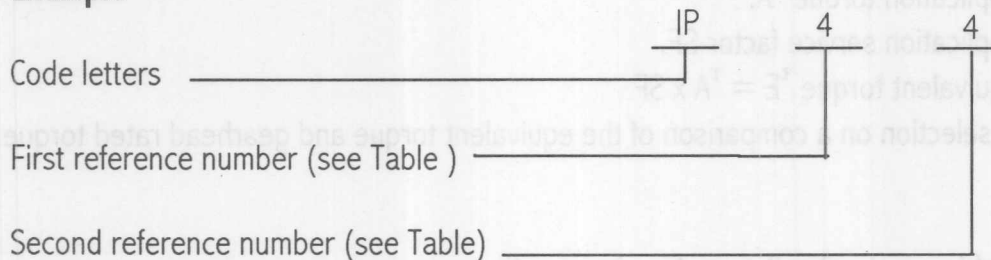 IP 4 4
Code letters
First reference number (see Table )
Second reference number (see Table)